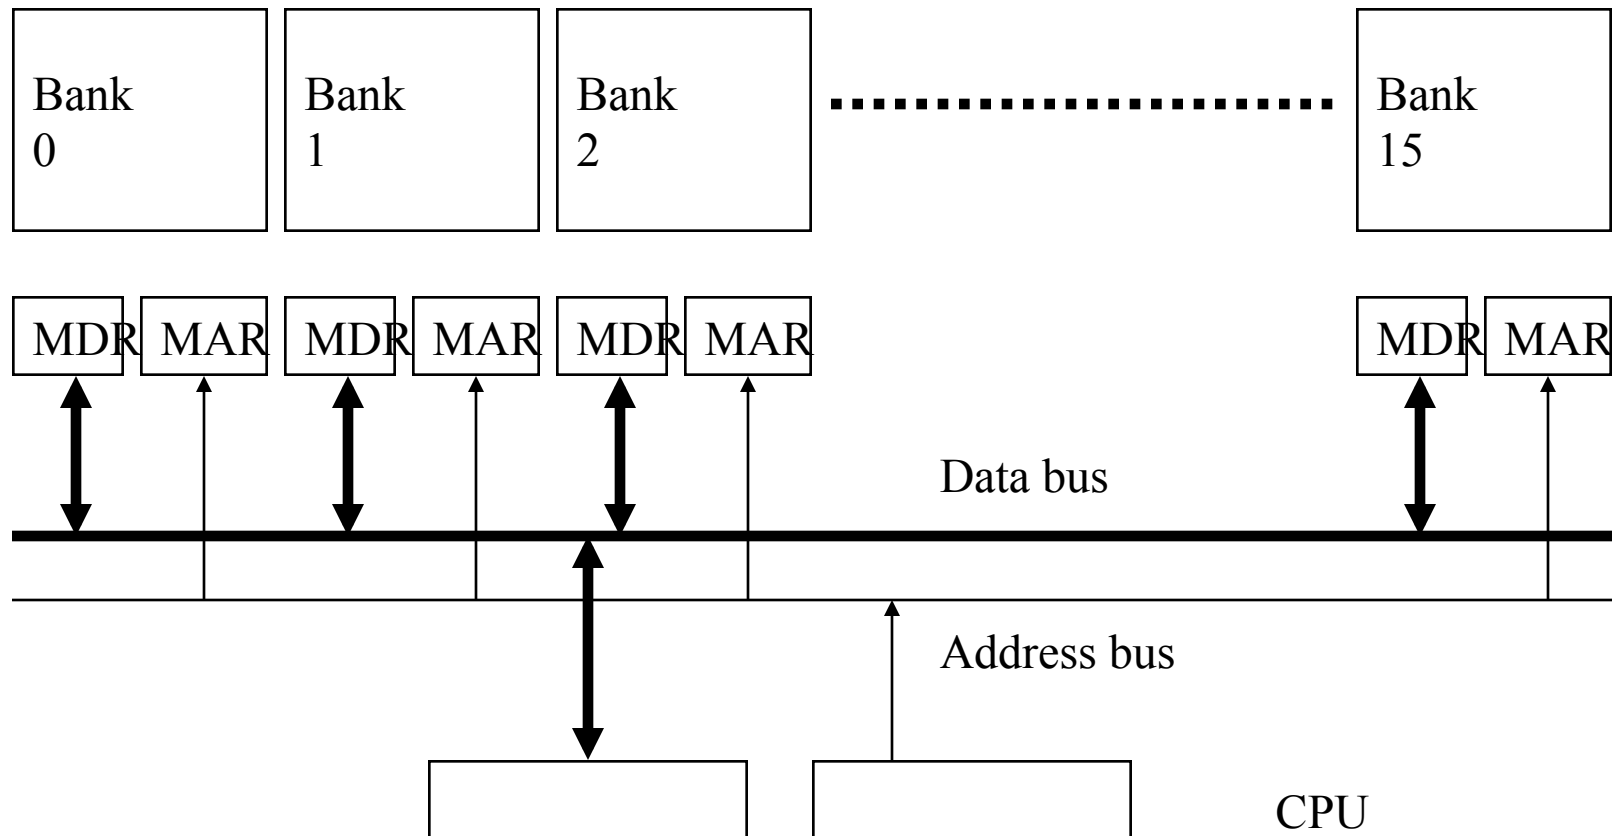 Bank
0
Bank
1
Bank
2
Bank
15
MDR MAR MDR MAR MDR MAR MDR MAR
Data bus
Address bus
CPU